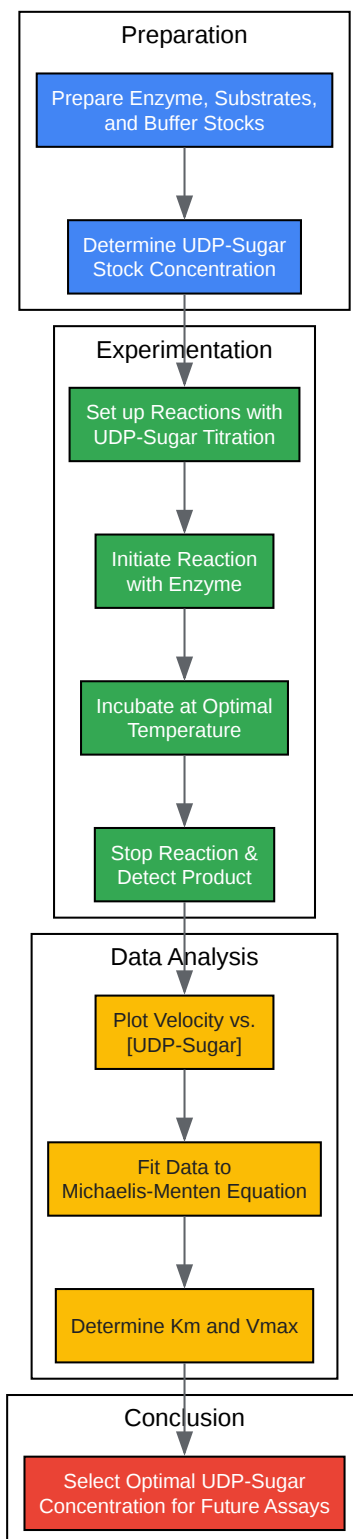 Preparation
Prepare Enzyme, Substrates,
and Buffer Stocks
Determine UDP-Sugar
Stock Concentration
Experimentation
Set up Reactions with
UDP-Sugar Titration
Initiate Reaction
with Enzyme
Incubate at Optimal
Temperature
Stop Reaction &
Detect Product
Data Analysis
Plot Velocity vs.
[UDP-Sugar]
Fit Data to
Michaelis-Menten Equation
Determine Km and Vmax
Conclusion
Select Optimal UDP-Sugar
Concentration for Future Assays